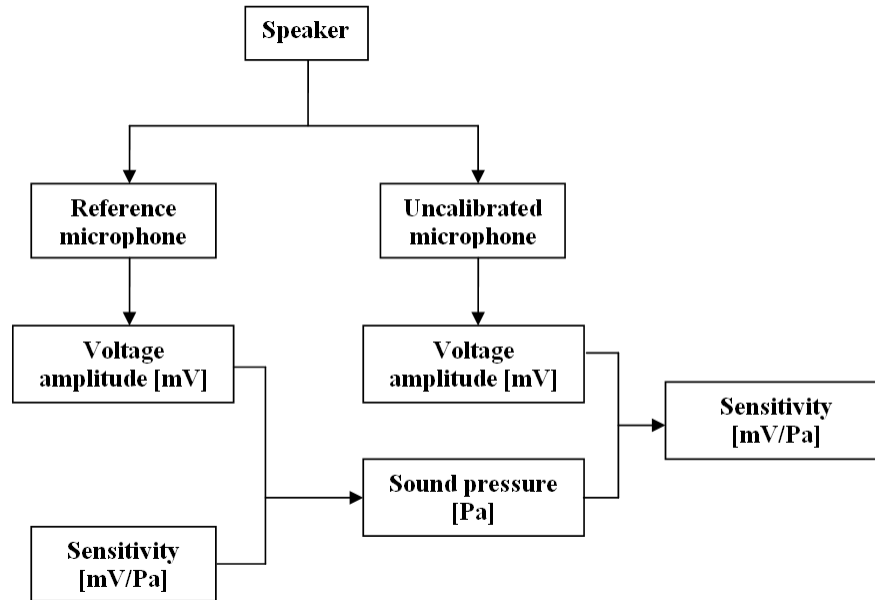 Speaker
Reference
microphone
Uncalibrated
microphone
Voltage
amplitude [mV]
Voltage
amplitude [mV]
Sensitivity
[mV/Pa]
Sound pressure
[Pa]
Sensitivity
[mV/Pa]